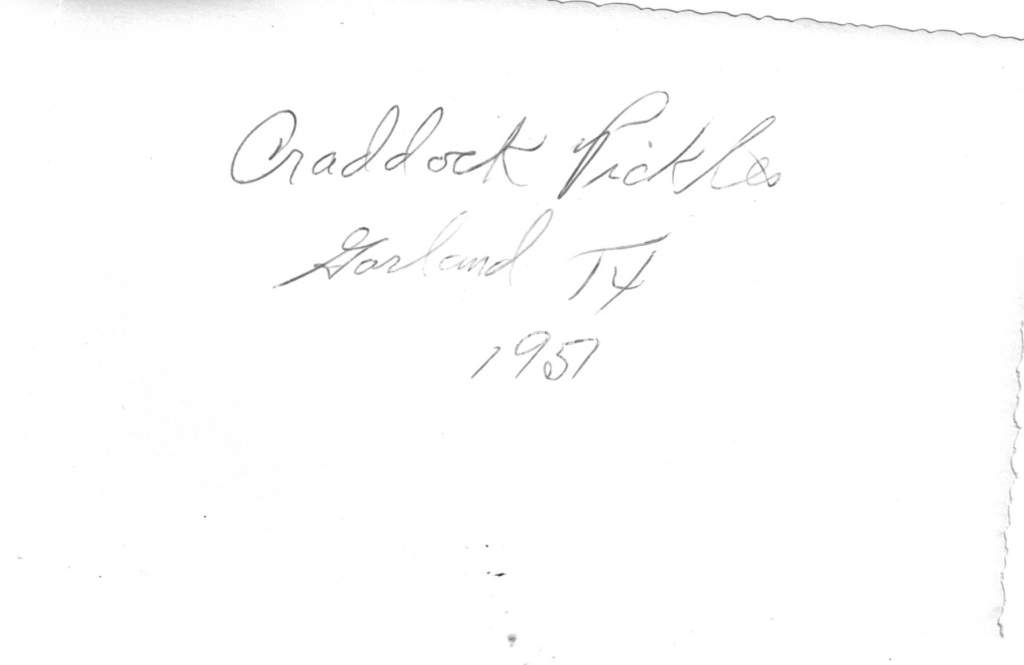 Craddock Pickles
Garland TX
1951